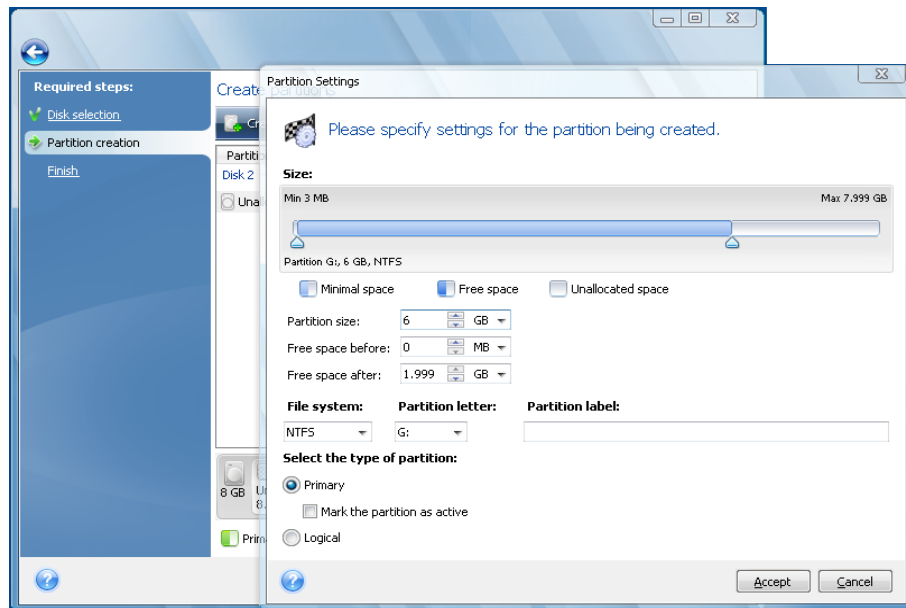 Required steps:
Disk selection
Partition creation
Finish
Create partitions
Disk 2
8 GB
Partition Settings
Please specify settings for the partition being created.
Size:
Min 3 MB Max 7.999 GB
Partition G:, 6 GB, NTFS
Minimal space Free space Unallocated space
Partition size: 6 GB
Free space before: 0 MB
Free space after: 1.999 GB
File system: Partition letter: Partition label:
NTFS G:
Select the type of partition:
Primary
Mark the partition as active
Logical
Accept Cancel